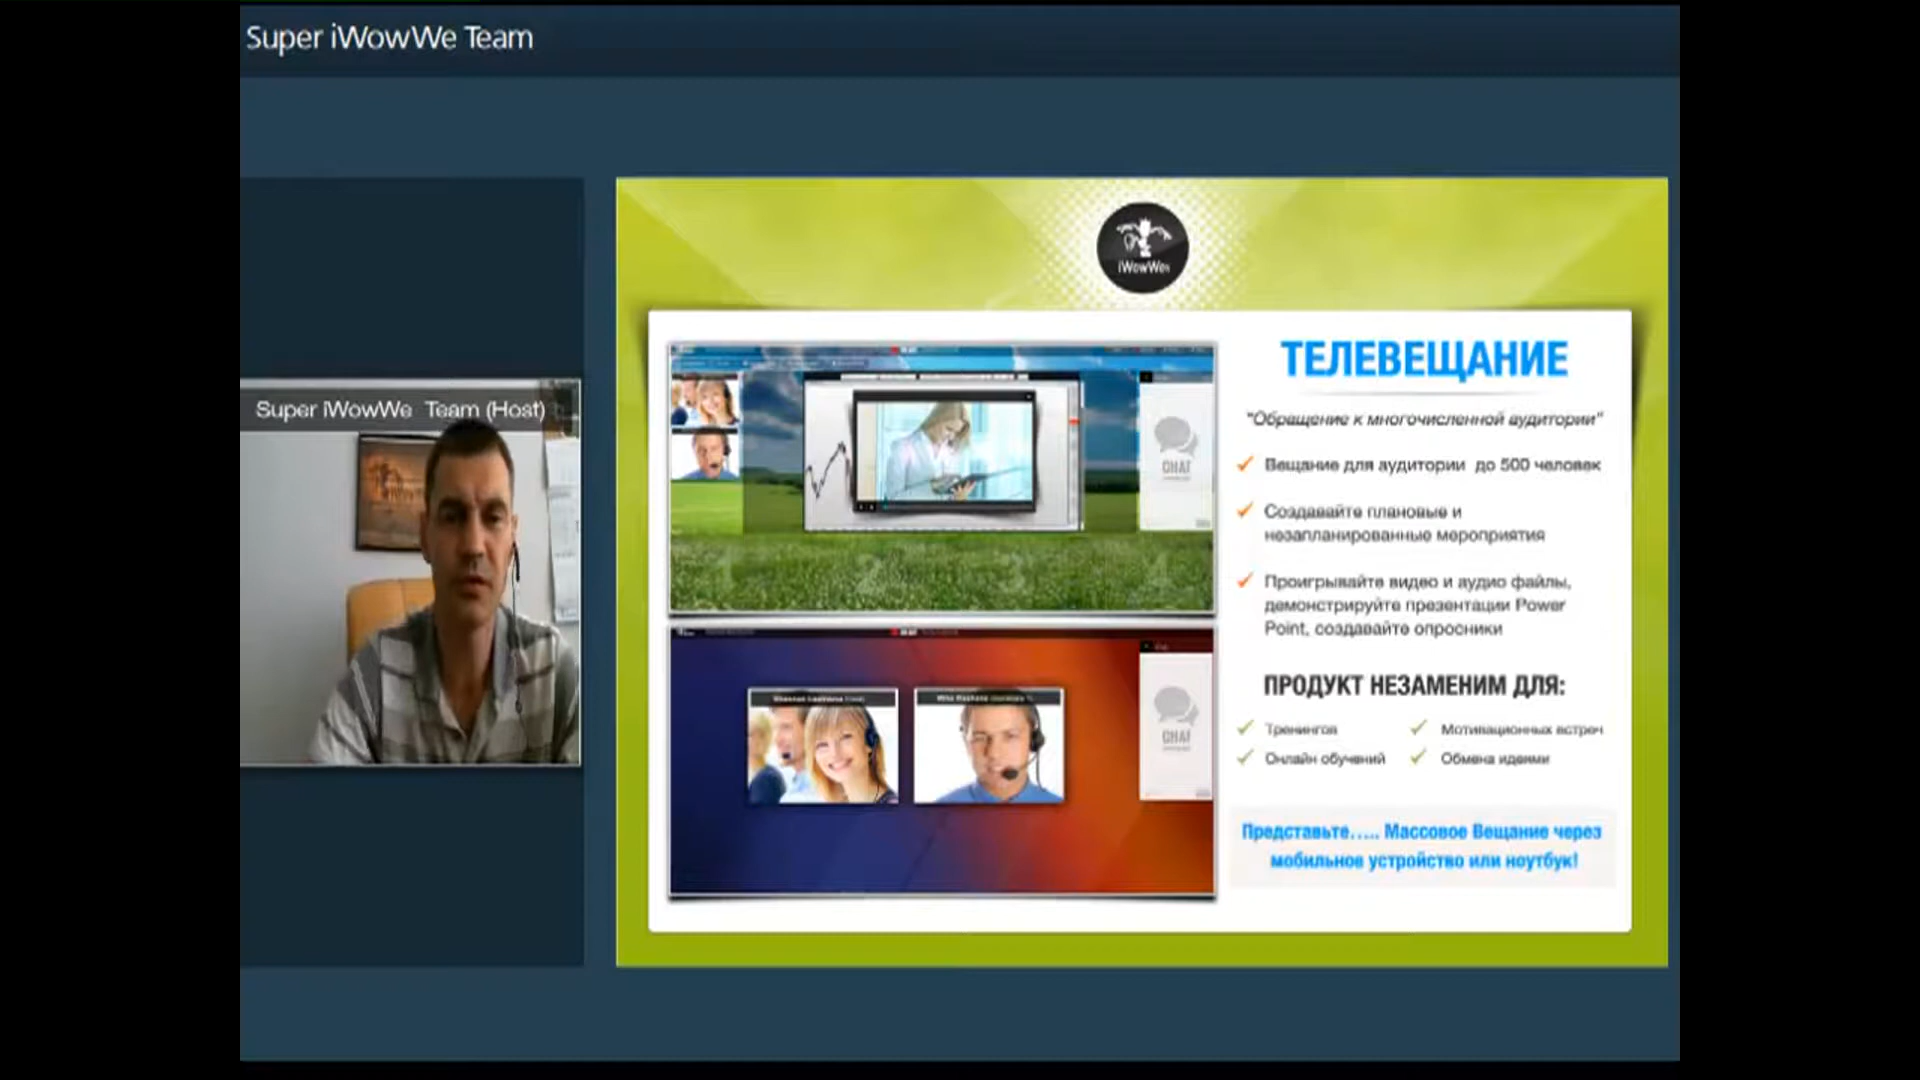 Super iWowWe Team
Super iWowWe Team (Host)
iWowWe
CHAT
CHAT
ТЕЛЕВЕЩАНИЕ
"Обращение к многочисленной аудитории"
Вещание для аудитории до 500 человек
Создавайте плановые и
незапланированные мероприятия
Проигрывайте видео и аудио файлы,
демонстрируйте презентации Power
Point, создавайте опросники
ПРОДУКТ НЕЗАМЕНИМ ДЛЯ:
Тренингов
Мотивационных встреч
Онлайн обучений
Обмена идеями
Представьте..... Массовое Вещание через
мобильное устройство или ноутбук!